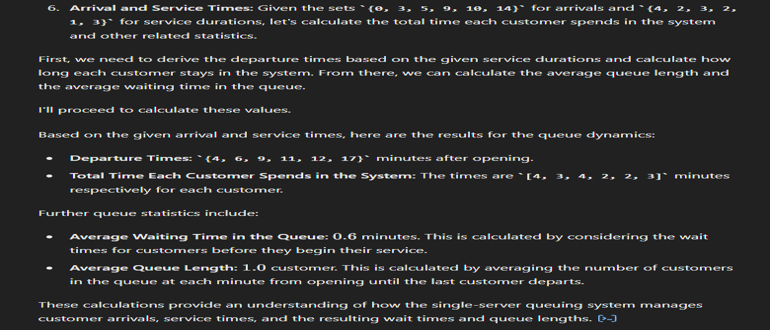 6. Arrival and Service Times: Given the sets `{0, 3, 5, 9, 10, 14}` for arrivals and `{4, 2, 3, 2,
1, 3}` for service durations, let's calculate the total time each customer spends in the system
and other related statistics.
First, we need to derive the departure times based on the given service durations and calculate how
long each customer stays in the system. From there, we can calculate the average queue length and
the average waiting time in the queue.
I'll proceed to calculate these values.
Based on the given arrival and service times, here are the results for the queue dynamics:
• Departure Times: `{4, 6, 9, 11, 12, 17}` minutes after opening.
• Total Time Each Customer Spends in the System: The times are `[4, 3, 4, 2, 2, 3]` minutes
respectively for each customer.
Further queue statistics include:
• Average Waiting Time in the Queue: 0.6 minutes. This is calculated by considering the wait
times for customers before they begin their service.
• Average Queue Length: 1.0 customer. This is calculated by averaging the number of customers
in the queue at each minute from opening until the last customer departs.
These calculations provide an understanding of how the single-server queuing system manages
customer arrivals, service times, and the resulting wait times and queue lengths. [>-]